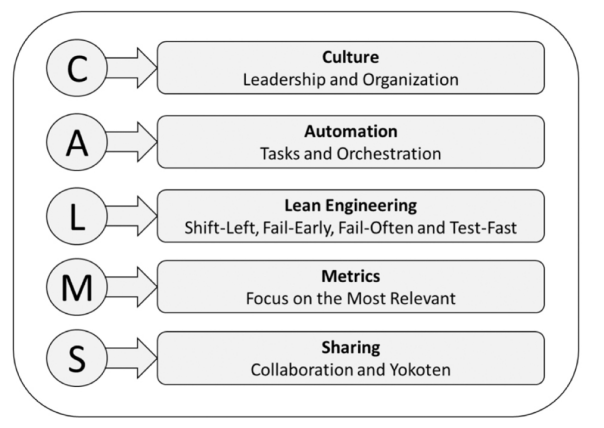 C
Culture
Leadership and Organization
A
Automation
Tasks and Orchestration
L
Lean Engineering
Shift-Left, Fail-Early, Fail-Often and Test-Fast
M
Metrics
Focus on the Most Relevant
S
Sharing
Collaboration and Yokoten